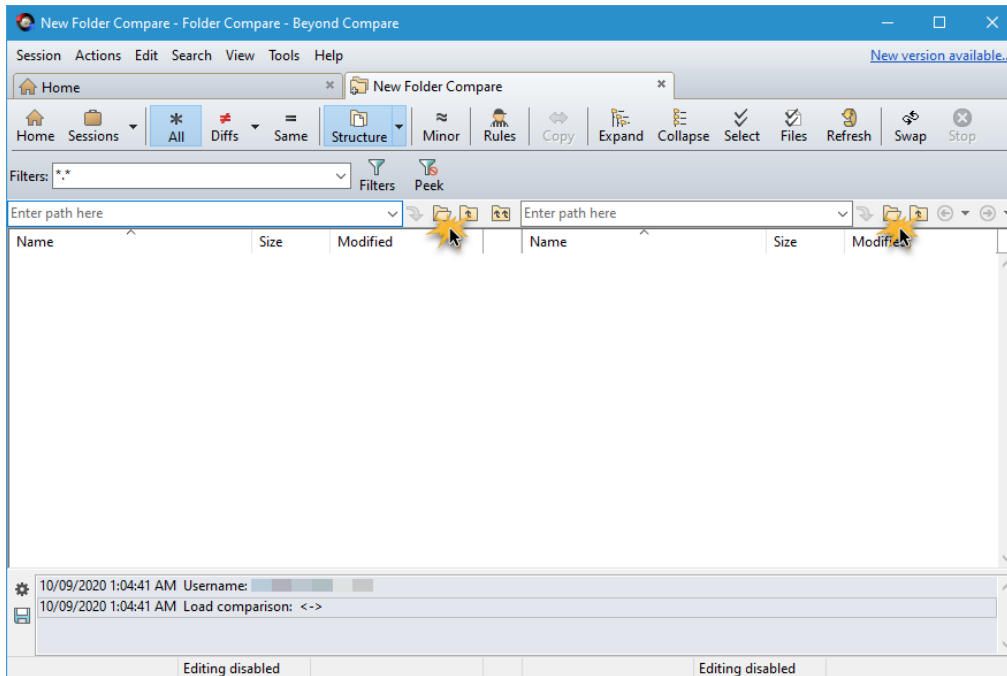 New Folder Compare - Folder Compare - Beyond Compare
Session Actions Edit Search View Tools Help New version available..
Home New Folder Compare
Home Sessions All Diffs Same Structure Minor Rules Copy Expand Collapse Select Files Refresh Swap Stop
Filters: *.* Filters Peek
Enter path here Enter path here
Name Size Modified Name Size Modified
10/09/2020 1:04:41 AM Username:
10/09/2020 1:04:41 AM Load comparison: <->
Editing disabled Editing disabled